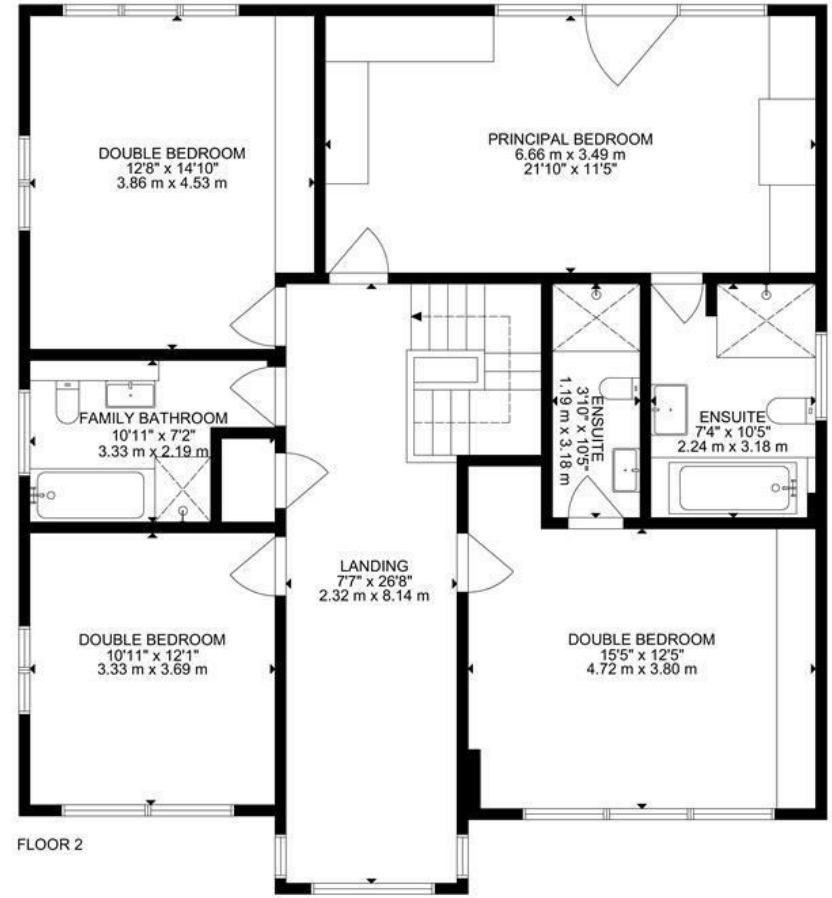 DOUBLE BEDROOM
12'8" x 14'10"
3.86 m x 4.53 m
PRINCIPAL BEDROOM
6.66 m x 3.49 m
21'10" x 11'5"
FAMILY BATHROOM
10'11" x 7'2"
3.33 m x 2.19 m
ENSUITE
3'10" x 10'5"
1.19 m x 3.18 m
ENSUITE
7'4" x 10'5"
2.24 m x 3.18 m
LANDING
7'7" x 26'8"
2.32 m x 8.14 m
DOUBLE BEDROOM
10'11" x 12'1"
3.33 m x 3.69 m
DOUBLE BEDROOM
15'5" x 12'5"
4.72 m x 3.80 m
FLOOR 2